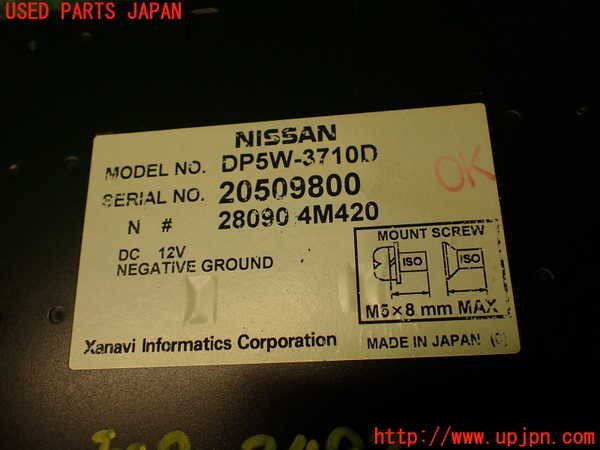 USED PARTS JAPAN
NISSAN
MODEL NO. DP5W-3710D
SERIAL NO. 20509800
N # 28090 4M420
OK
DC 12V
NEGATIVE GROUND
MOUNT SCREW
ISO ISO
M5×8 mm MAX
Xanavi Informatics Corporation
MADE IN JAPAN
http://www.upjpn.com/